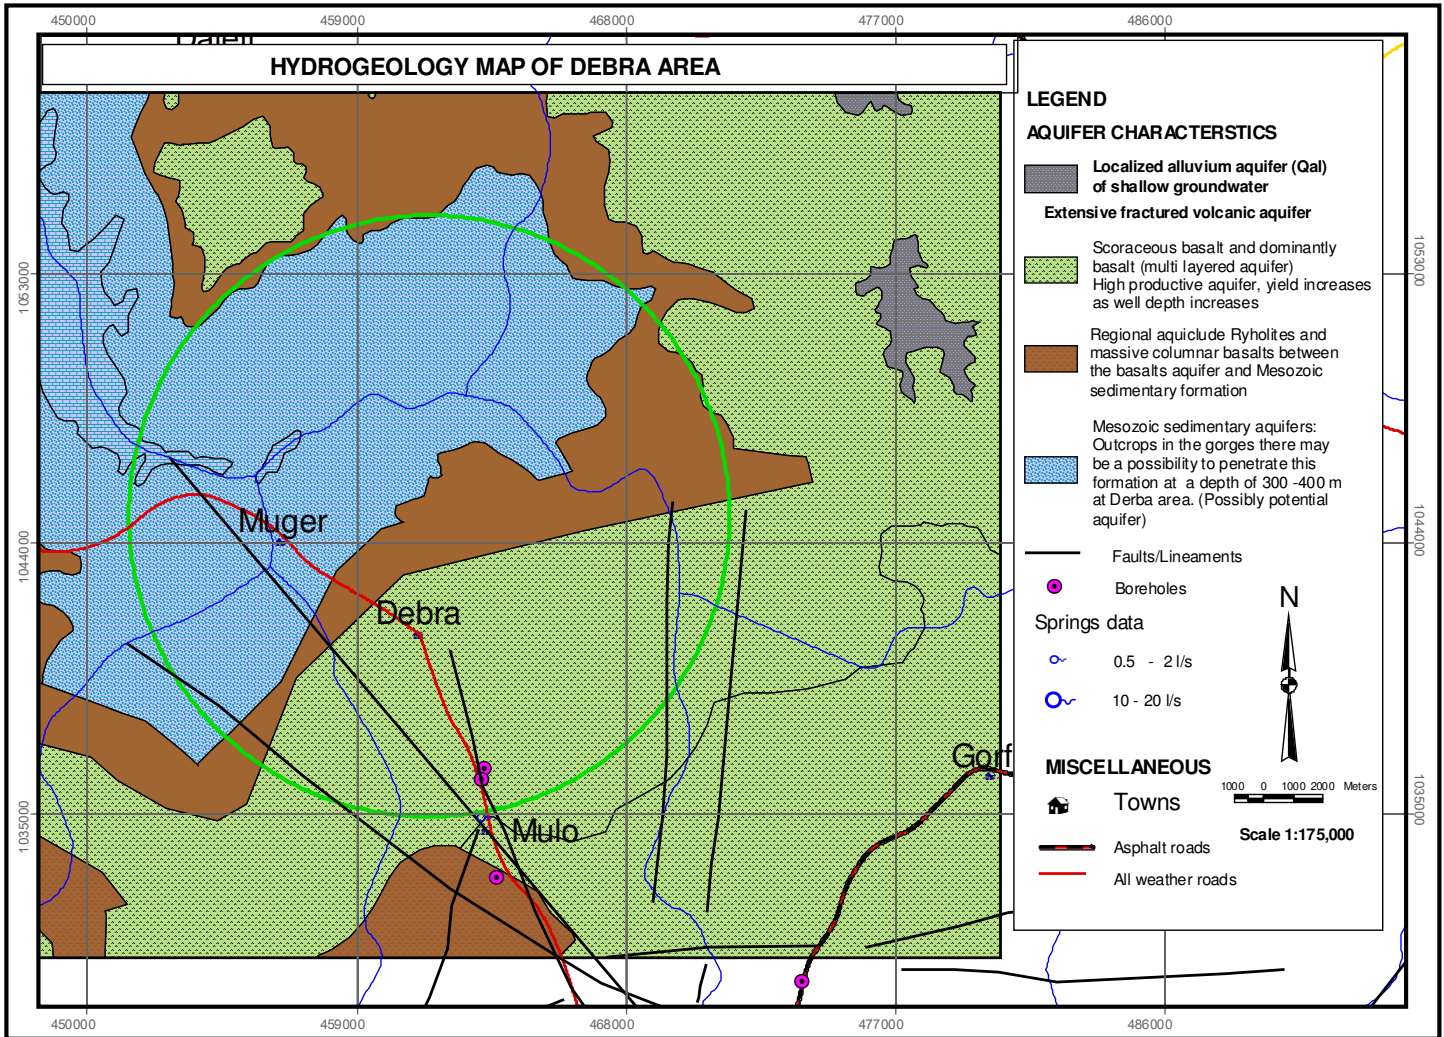 450000
459000
468000
477000
486000
HYDROGEOLOGY MAP OF DEBRA AREA
LEGEND
AQUIFER CHARACTERSTICS
Localized alluvium aquifer (Qal)
of shallow groundwater
Extensive fractured volcanic aquifer
Scoraceous basalt and dominantly
basalt (multi layered aquifer)
High productive aquifer, yield increases
as well depth increases
Regional aquiclude Ryholites and
massive columnar basalts between
the basalts aquifer and Mesozoic
sedimentary formation
Mesozoic sedimentary aquifers:
Outcrops in the gorges there may
be a possibility to penetrate this
formation at a depth of 300 -400 m
at Derba area. (Possibly potential
aquifer)
Faults/Lineaments
Boreholes
Springs data
0.5 - 2 l/s
10 - 20 l/s
MISCELLANEOUS
Towns
Asphalt roads
All weather roads
N
1000 0 1000 2000 Meters
Scale 1:175,000
1053000
1053000
1044000
1044000
1035000
1035000
Muger
Debra
Mulo
Gorf
450000
459000
468000
477000
486000